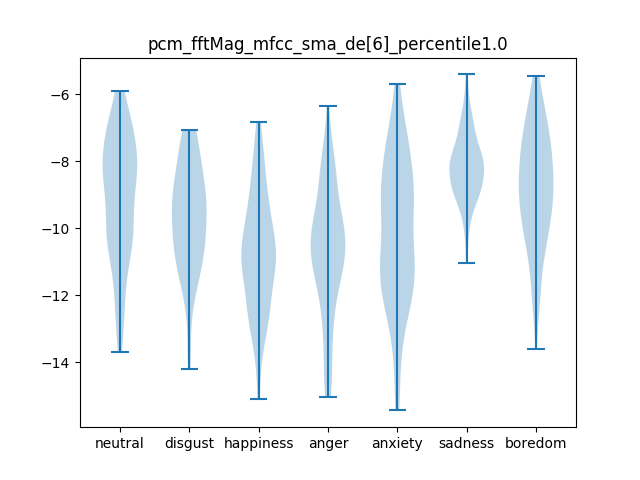 pcm_fftMag_mfcc_sma_de[6]_percentile1.0
−6
−8
−10
−12
−14
neutral disgust happiness anger anxiety sadness boredom